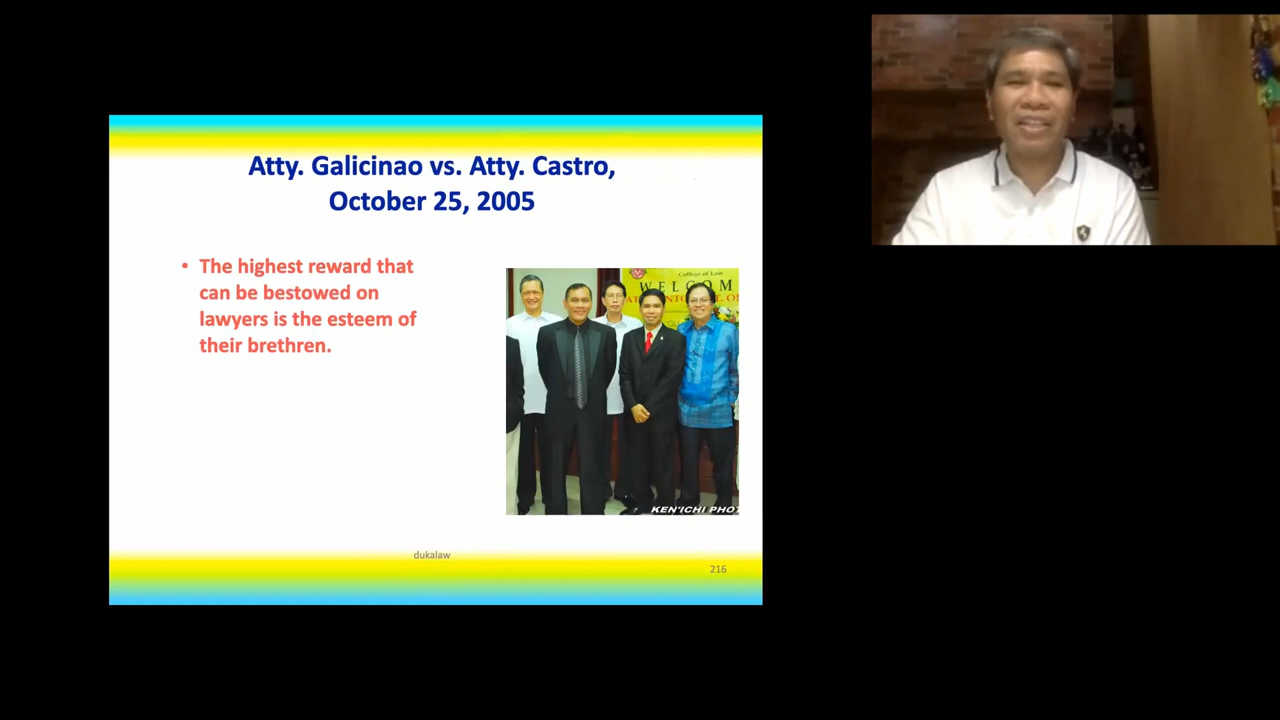 Atty. Galicinao vs. Atty. Castro,
October 25, 2005
• The highest reward that
can be bestowed on
lawyers is the esteem of
their brethren.
College of Law
WELCOM
KEN'ICHI PHOT
dukalaw
216